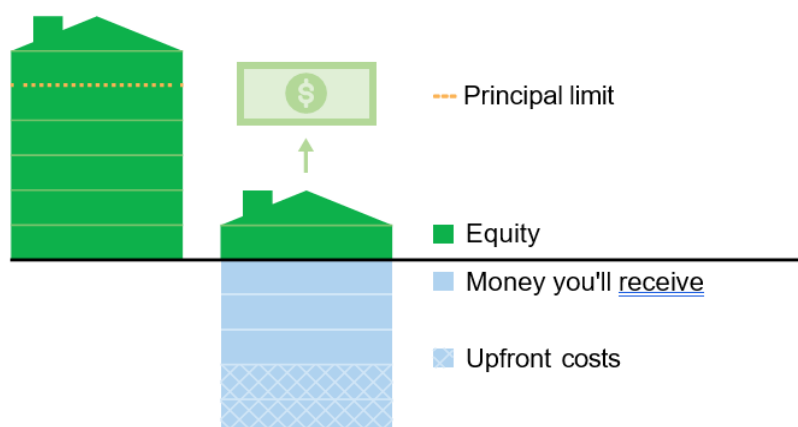 $
Principal limit
Equity
Money you'll receive
Upfront costs